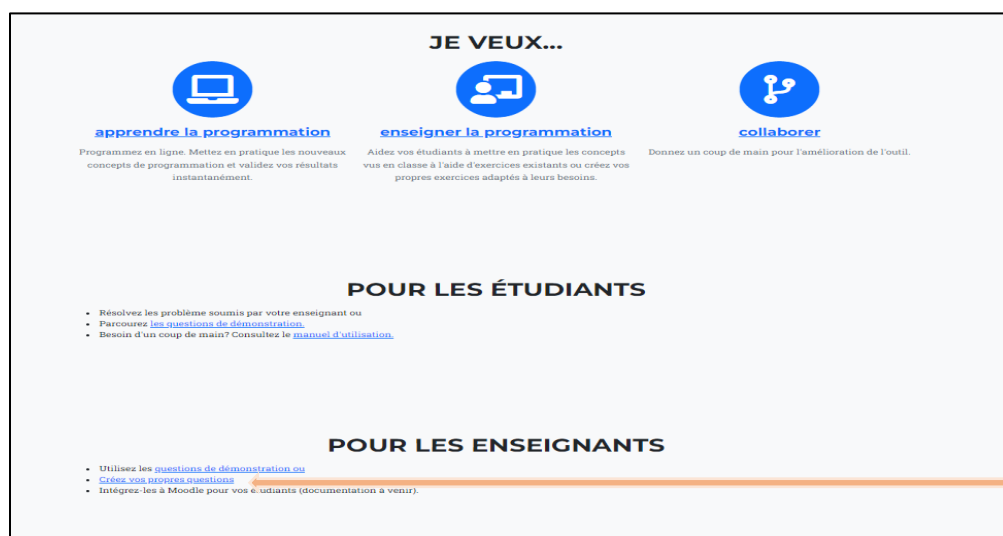 JE VEUX...
apprendre la programmation
Programmez en ligne. Mettez en pratique les nouveaux
concepts de programmation et validez vos résultats
instantanément.
enseigner la programmation
Aidez vos étudiants à mettre en pratique les concepts
vus en classe à l'aide d'exercices existants ou créez vos
propres exercices adaptés à leurs besoins.
collaborer
Donnez un coup de main pour l'amélioration de l'outil.
POUR LES ÉTUDIANTS
• Résolvez les problème soumis par votre enseignant ou
• Parcourez les questions de démonstration.
• Besoin d'un coup de main? Consultez le manuel d'utilisation.
POUR LES ENSEIGNANTS
• Utilisez les questions de démonstration ou
• Créez vos propres questions
• Intégrez-les à Moodle pour vos étudiants (documentation à venir).